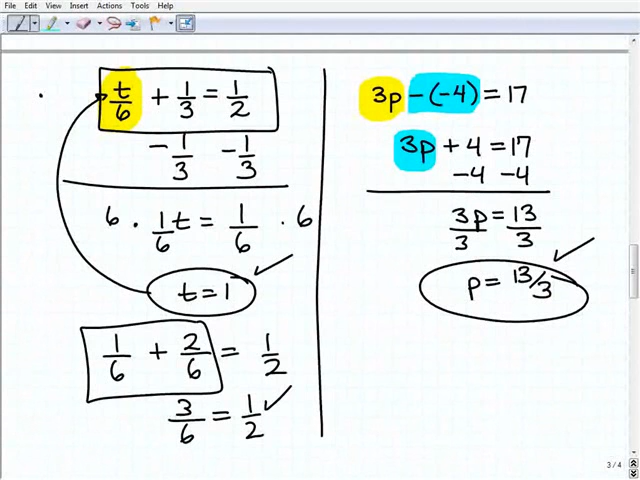 File Edit View Insert Actions Tools Help
t/6 + 1/3 = 1/2
- 1/3 - 1/3
6 · 1/6 t = 1/6 · 6
t = 1
1/6 + 2/6 = 1/2
3/6 = 1/2
3p - (-4) = 17
3p + 4 = 17
-4 -4
3p/3 = 13/3
p = 13/3
3/4